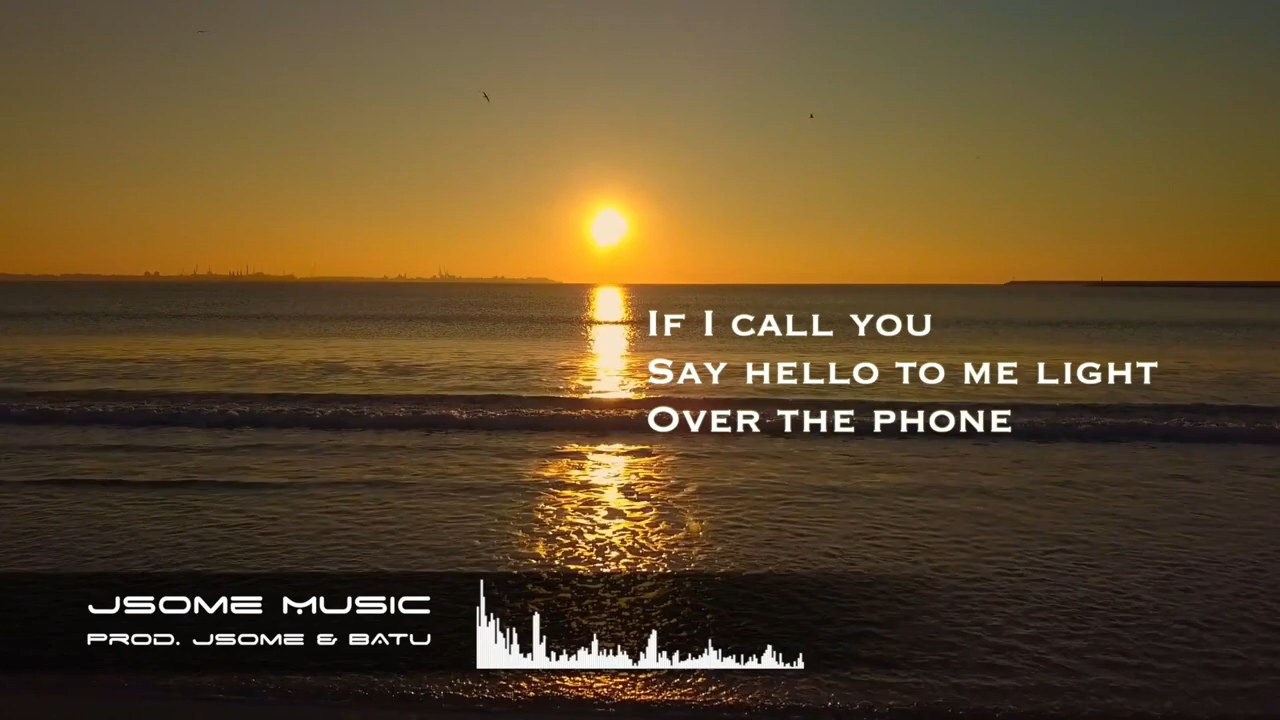 If I call you
Say hello to me light
Over the phone
JSOME MUSIC
PROD. JSOME & BATU